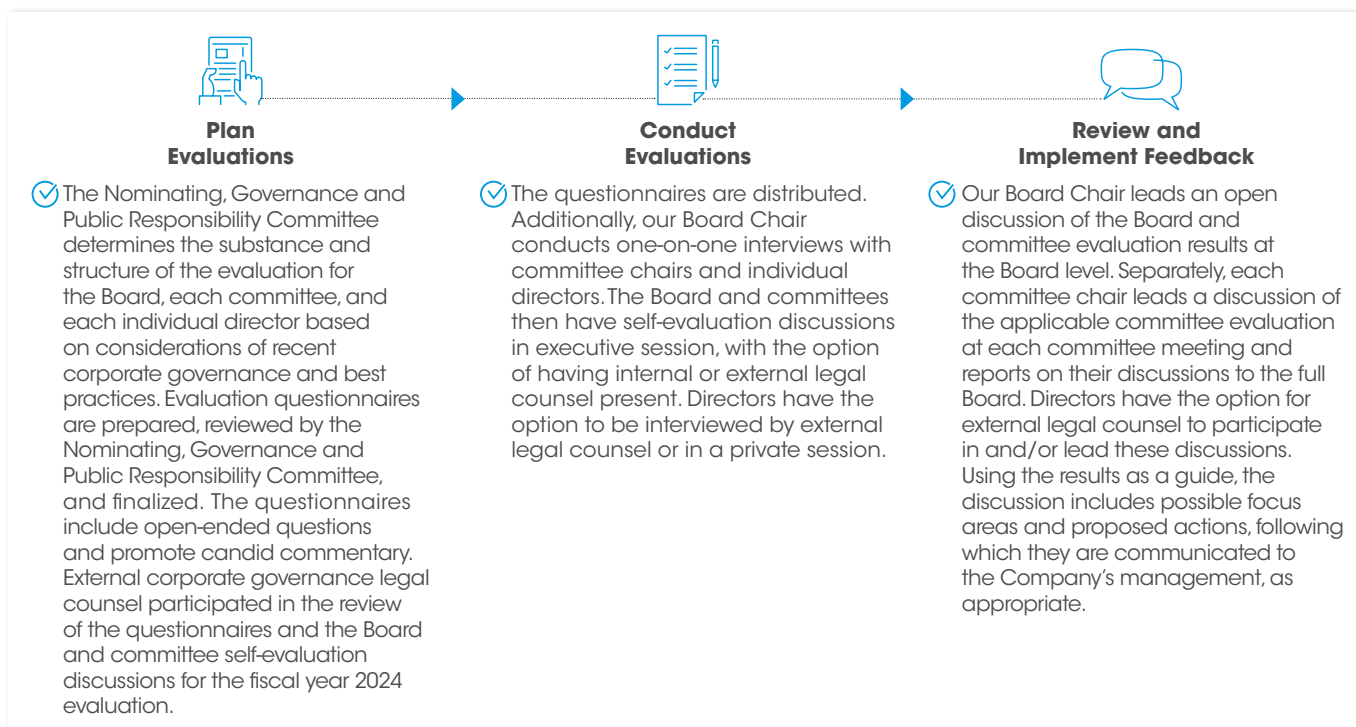 Plan
Evaluations
The Nominating, Governance and
Public Responsibility Committee
determines the substance and
structure of the evaluation for
the Board, each committee, and
each individual director based
on considerations of recent
corporate governance and best
practices. Evaluation questionnaires
are prepared, reviewed by the
Nominating, Governance and
Public Responsibility Committee,
and finalized. The questionnaires
include open-ended questions
and promote candid commentary.
External corporate governance legal
counsel participated in the review
of the questionnaires and the Board
and committee self-evaluation
discussions for the fiscal year 2024
evaluation.
Conduct
Evaluations
The questionnaires are distributed.
Additionally, our Board Chair
conducts one-on-one interviews with
committee chairs and individual
directors. The Board and committees
then have self-evaluation discussions
in executive session, with the option
of having internal or external legal
counsel present. Directors have the
option to be interviewed by external
legal counsel or in a private session.
Review and
Implement Feedback
Our Board Chair leads an open
discussion of the Board and
committee evaluation results at
the Board level. Separately, each
committee chair leads a discussion of
the applicable committee evaluation
at each committee meeting and
reports on their discussions to the full
Board. Directors have the option for
external legal counsel to participate
in and/or lead these discussions.
Using the results as a guide, the
discussion includes possible focus
areas and proposed actions, following
which they are communicated to
the Company's management, as
appropriate.